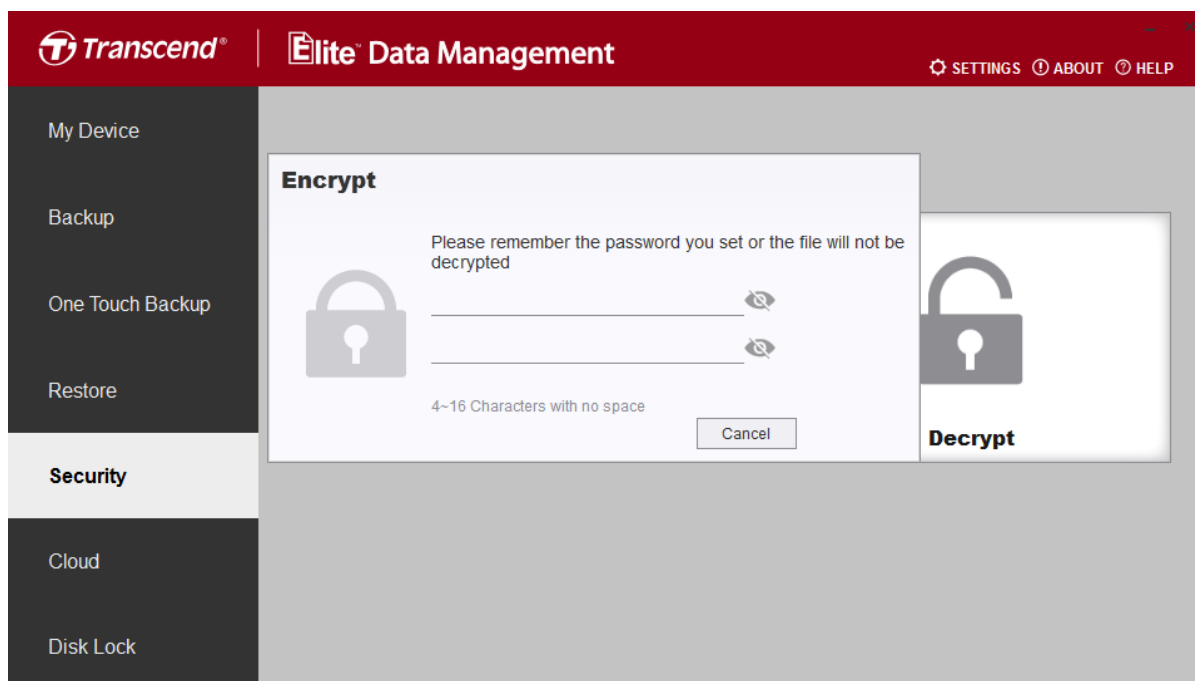 Transcend®
Elite™ Data Management
SETTINGS ABOUT HELP
My Device
Backup
One Touch Backup
Restore
Security
Cloud
Disk Lock
Encrypt
Please remember the password you set or the file will not be
decrypted
4~16 Characters with no space
Cancel
Decrypt